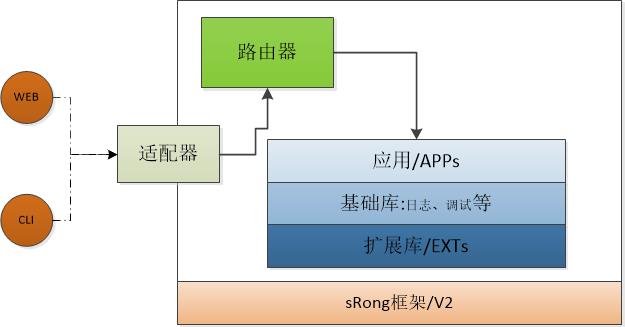 路由器
WEB
适配器
应用/APPs
基础库:日志、调试等
CLI
扩展库/EXTs
sRong框架/V2